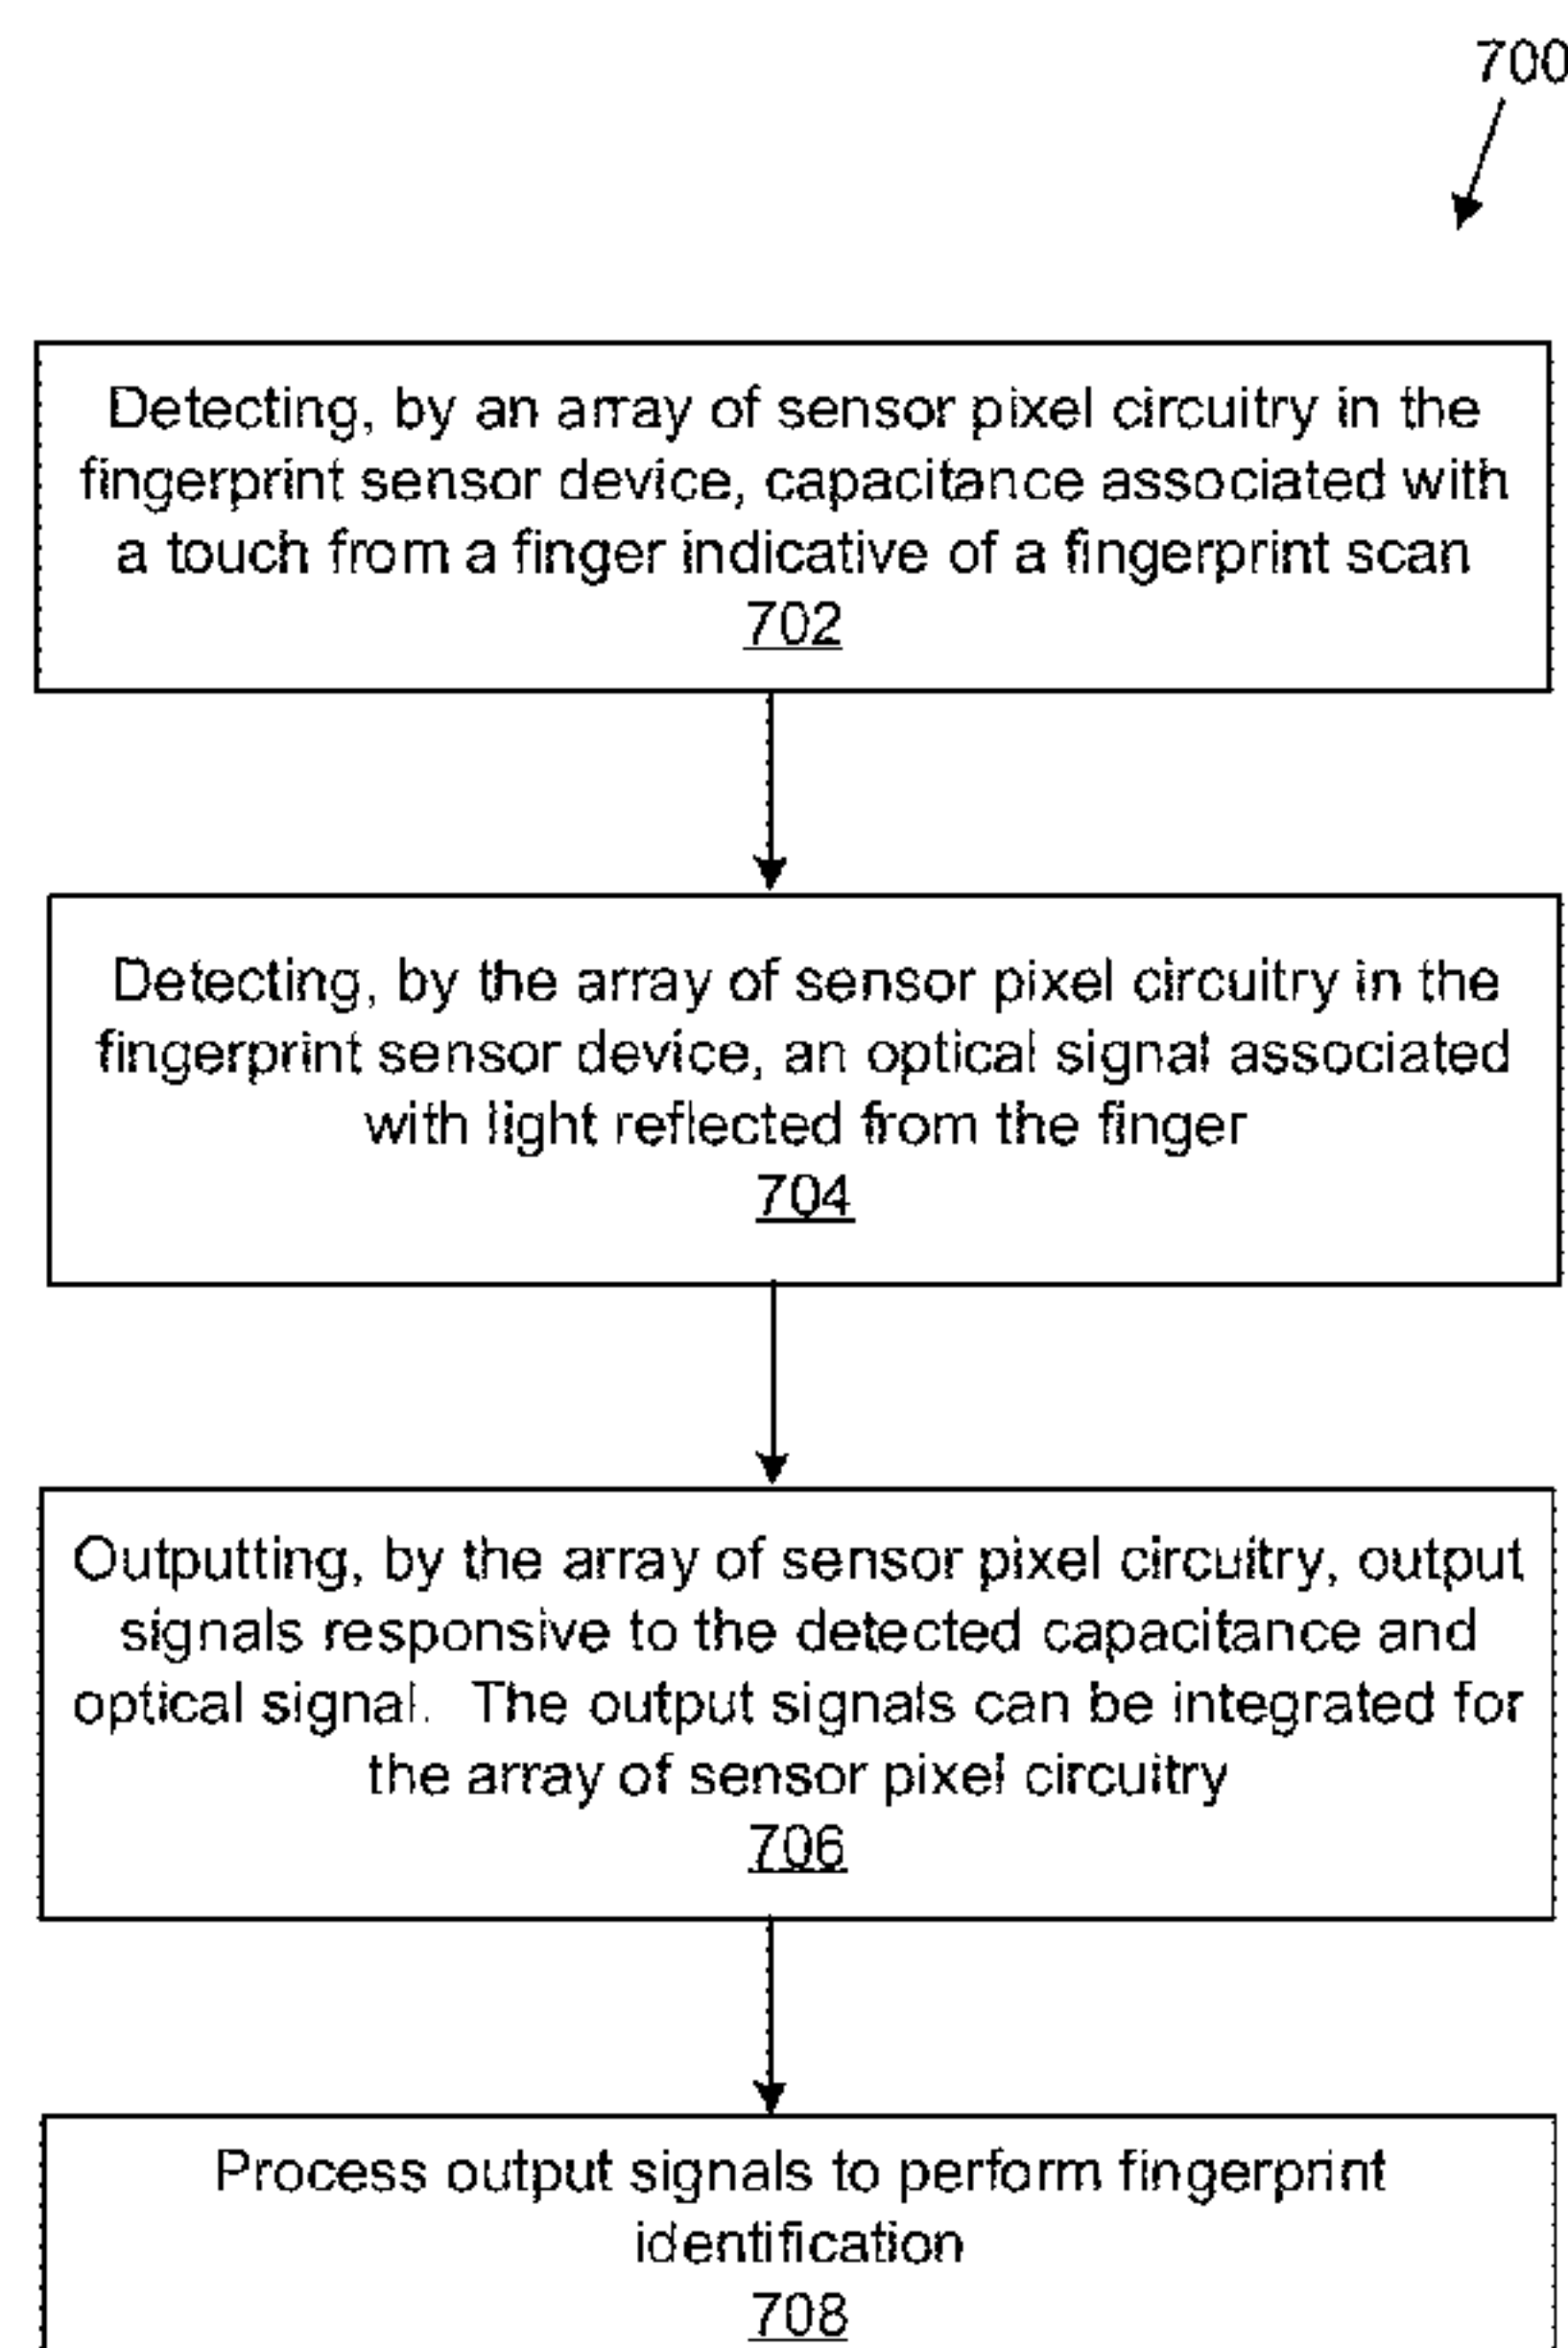 700
Detecting, by an array of sensor pixel circuitry in the
fingerprint sensor device, capacitance associated with
a touch from a finger indicative of a fingerprint scan
702
Detecting, by the array of sensor pixel circuitry in the
fingerprint sensor device, an optical signal associated
with light reflected from the finger
704
Outputting, by the array of sensor pixel circuitry, output
signals responsive to the detected capacitance and
optical signal. The output signals can be integrated for
the array of sensor pixel circuitry
706
Process output signals to perform fingerprint
identification
708